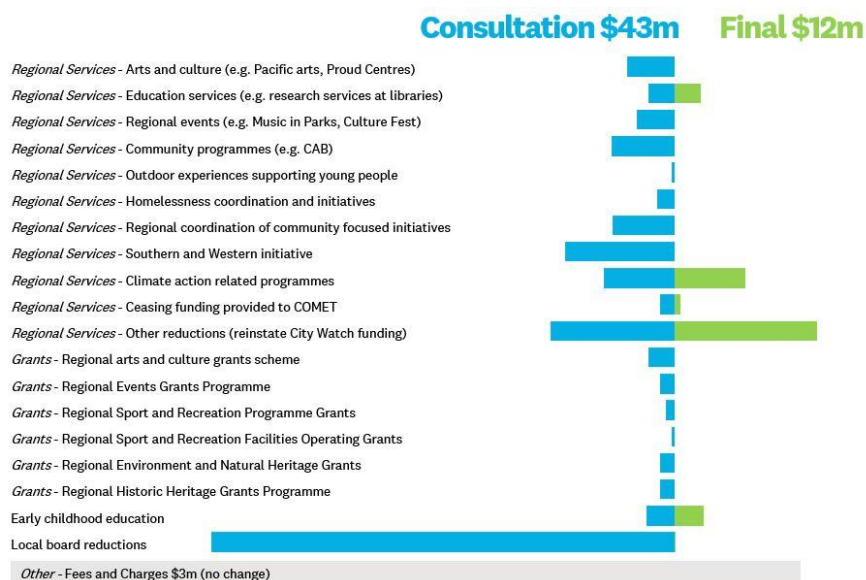 Consultation $43m Final $12m
Regional Services - Arts and culture (e.g. Pacific arts, Proud Centres)
Regional Services - Education services (e.g. research services at libraries)
Regional Services - Regional events (e.g. Music in Parks, Culture Fest)
Regional Services - Community programmes (e.g. CAB)
Regional Services - Outdoor experiences supporting young people
Regional Services - Homelessness coordination and initiatives
Regional Services - Regional coordination of community focused initiatives
Regional Services - Southern and Western initiative
Regional Services - Climate action related programmes
Regional Services - Ceasing funding provided to COMET
Regional Services - Other reductions (reinstate City Watch funding)
Grants - Regional arts and culture grants scheme
Grants - Regional Events Grants Programme
Grants - Regional Sport and Recreation Programme Grants
Grants - Regional Sport and Recreation Facilities Operating Grants
Grants - Regional Environment and Natural Heritage Grants
Grants - Regional Historic Heritage Grants Programme
Early childhood education
Local board reductions
Other - Fees and Charges $3m (no change)